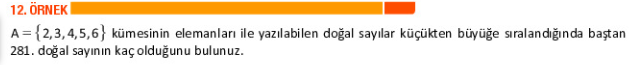 12. ÖRNEK
A = {2,3,4,5,6} kümesinin elemanları ile yazılabilen doğal sayılar küçükten büyüğe sıralandığında baştan
281. doğal sayının kaç olduğunu bulunuz.